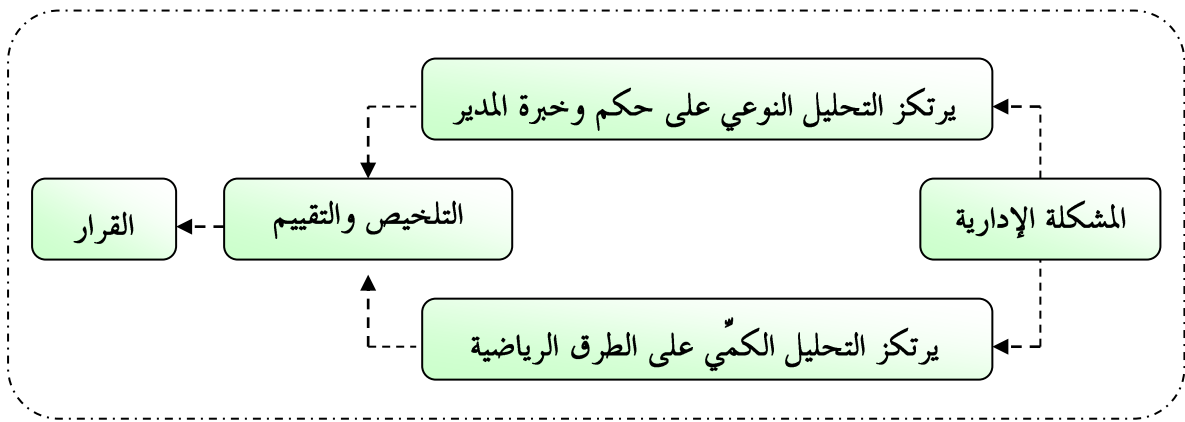 يرتكز التحليل النوعي على حكم وخبرة المدير
المشكلة الإدارية
التلخيص والتقييم
القرار
يرتكز التحليل الكمّي على الطرق الرياضية